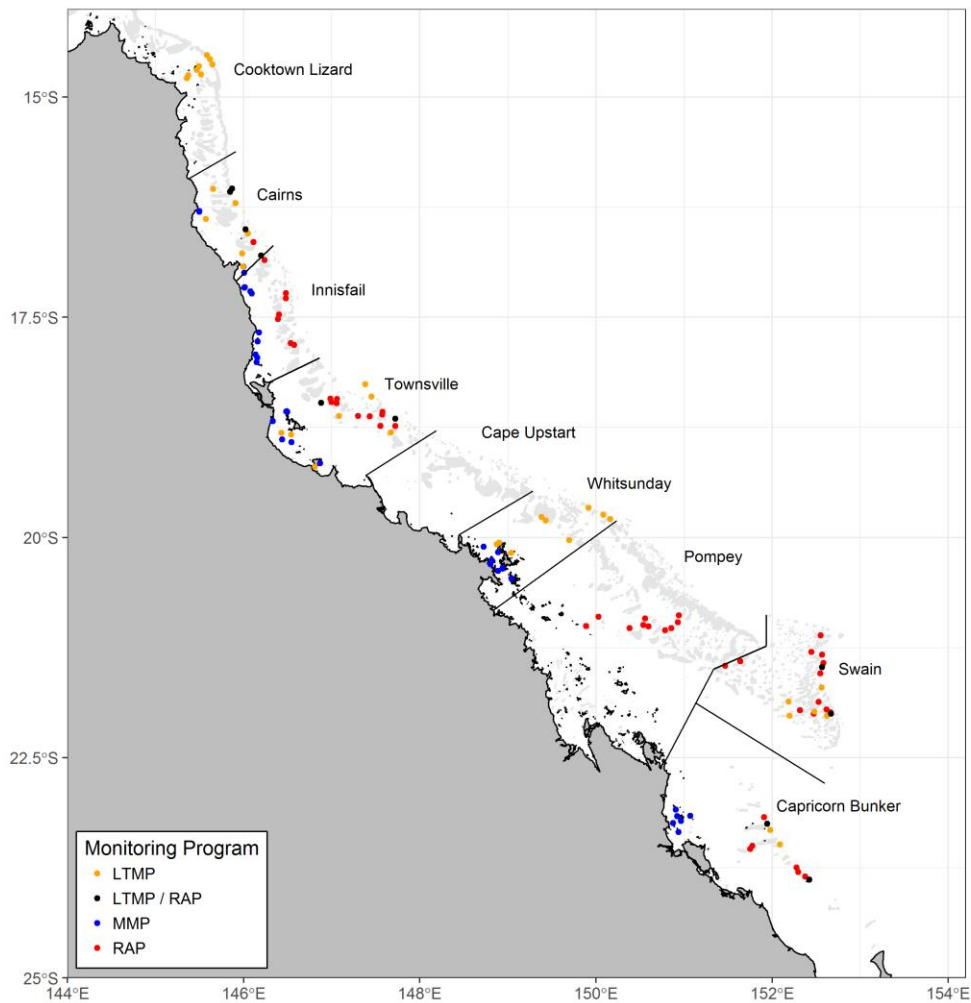 Cooktown Lizard
15°S
Cairns
Innisfail
17.5°S
Townsville
Cape Upstart
Whitsunday
20°S
Pompey
Swain
22.5°S
Capricorn Bunker
Monitoring Program
LTMP
LTMP / RAP
MMP
RAP
25°S
144°E
146°E
148°E
150°E
152°E
154°E